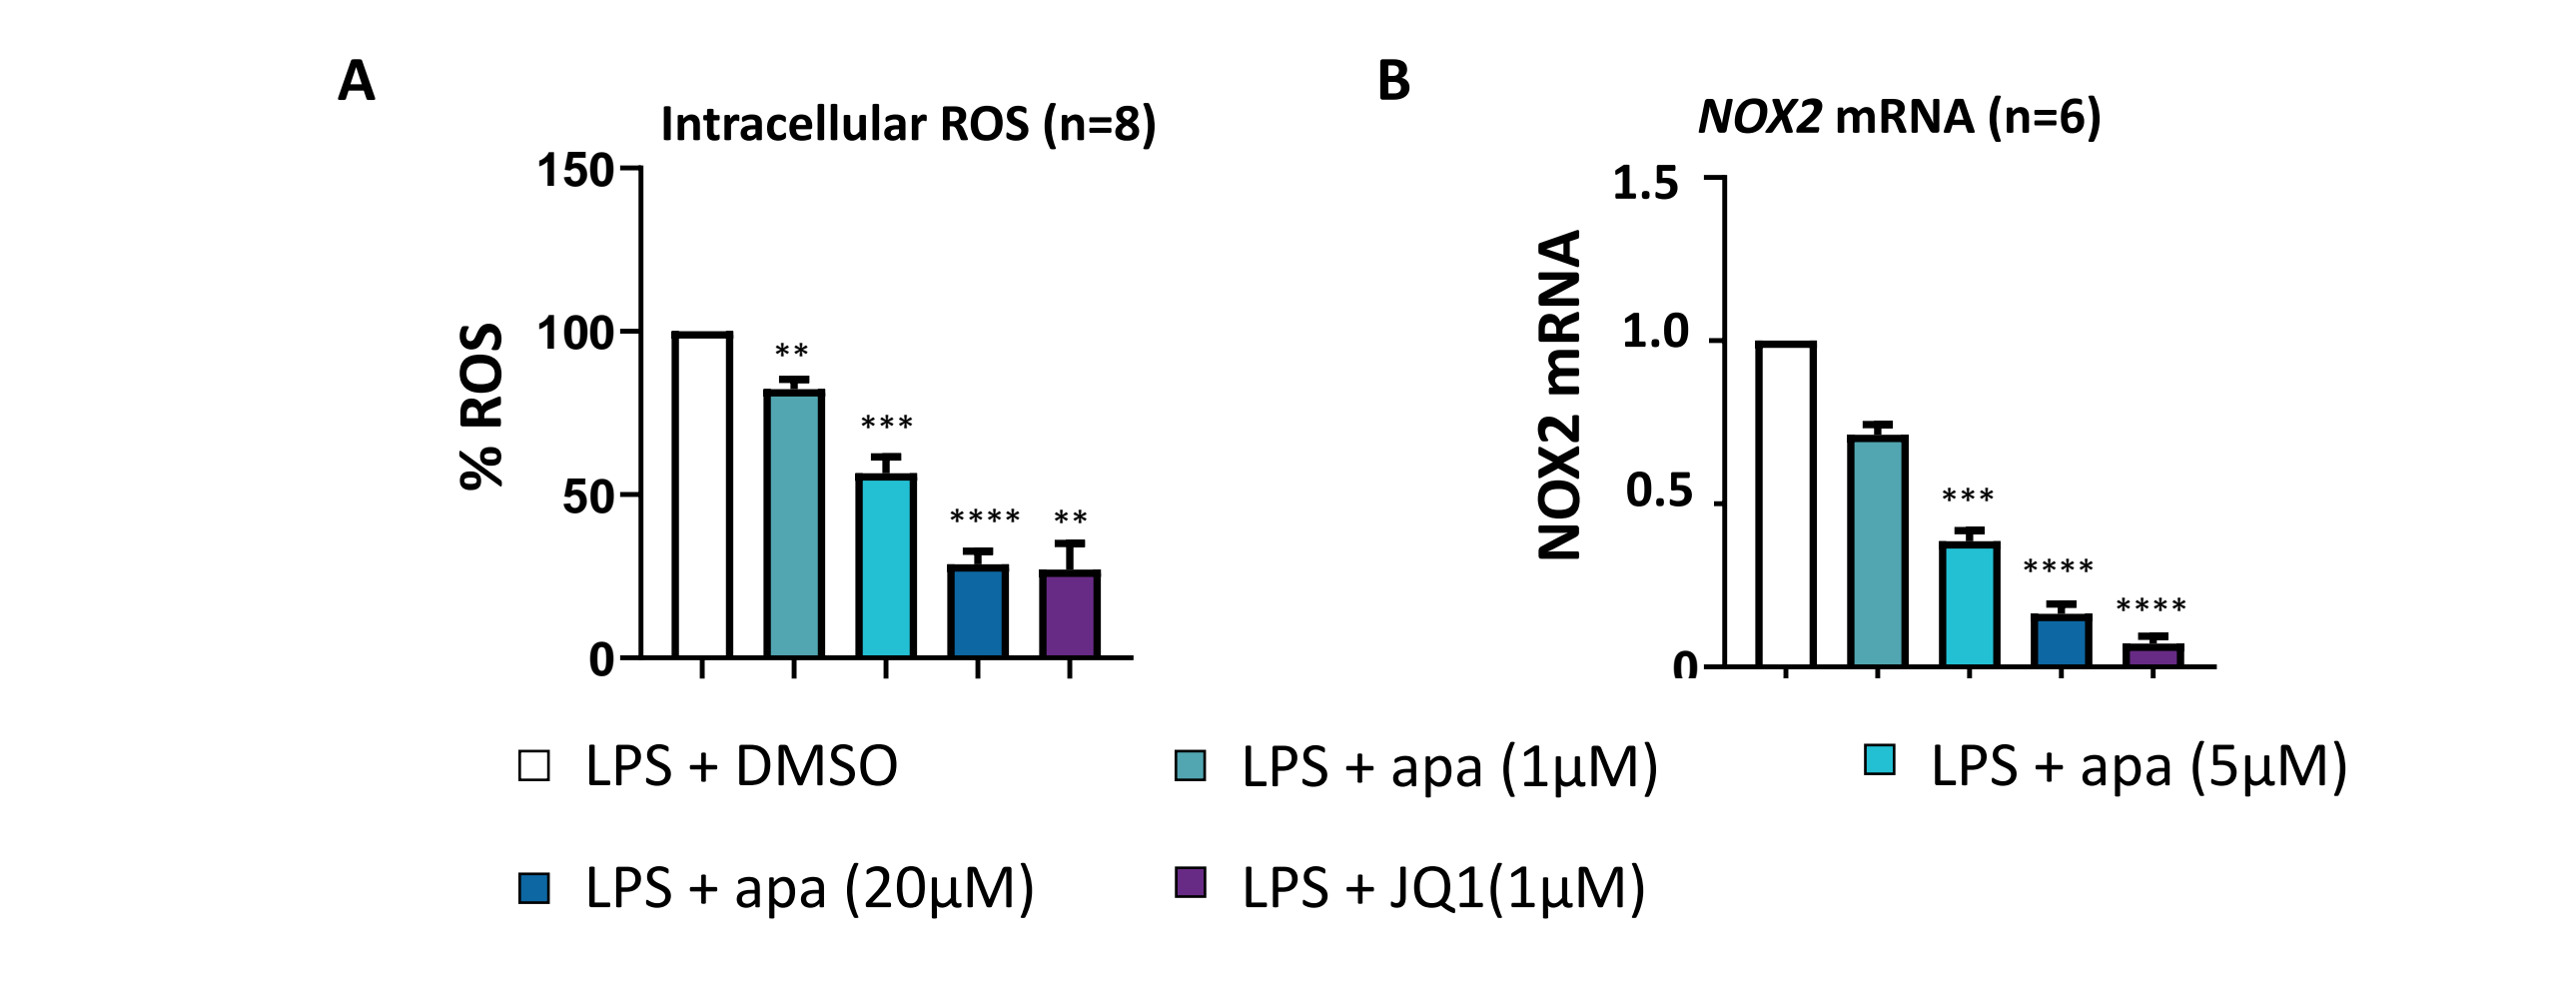 A
B
Intracellular ROS (n=8)
NOX2 mRNA (n=6)
% ROS
150
100
50
0
**
***
****
**
NOX2 mRNA
1.5
1.0
0.5
0
***
****
****
LPS + DMSO
LPS + apa (1µM)
LPS + apa (5µM)
LPS + apa (20µM)
LPS + JQ1(1µM)